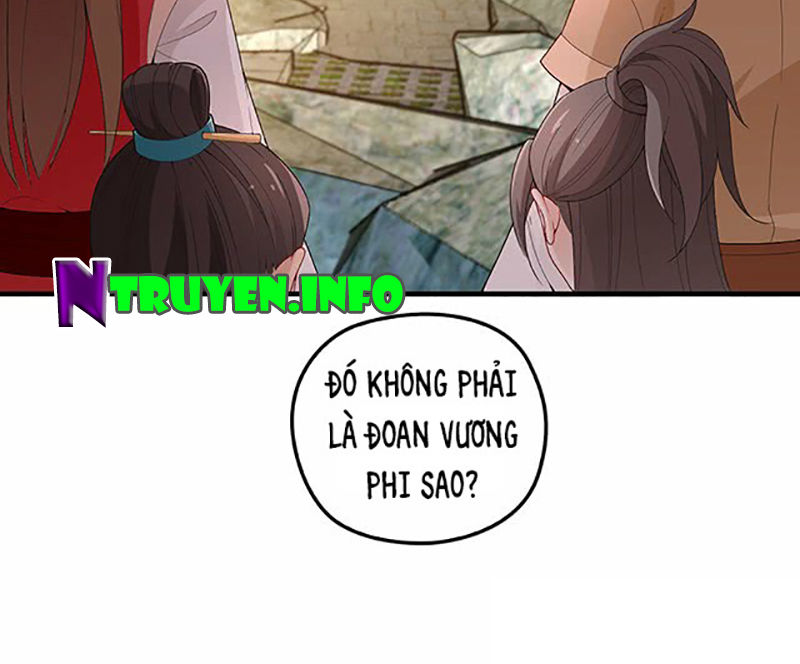 NTRUYEN.INFO
ĐÓ KHÔNG PHẢI
LÀ ĐOAN VƯƠNG
PHI SAO?